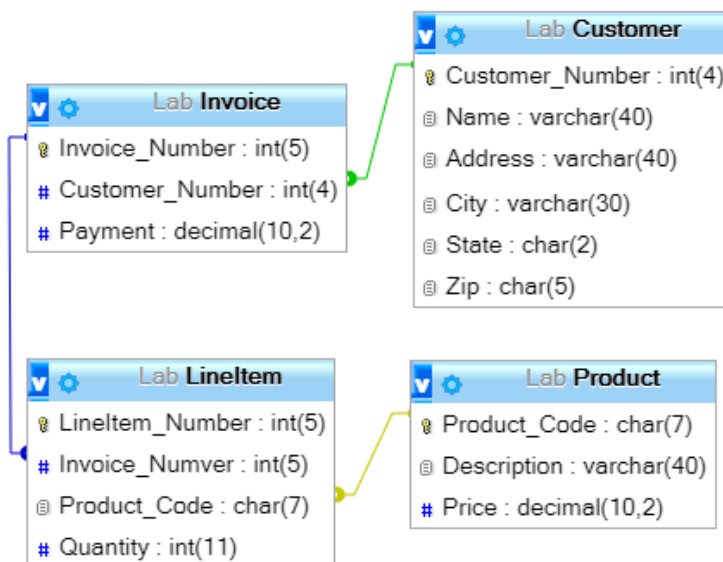 Lab Invoice
Invoice_Number : int(5)
Customer_Number : int(4)
Payment : decimal(10,2)
Lab Customer
Customer_Number : int(4)
Name : varchar(40)
Address : varchar(40)
City : varchar(30)
State : char(2)
Zip : char(5)
Lab LineItem
LineItem_Number : int(5)
Invoice_Numver : int(5)
Product_Code : char(7)
Quantity : int(11)
Lab Product
Product_Code : char(7)
Description : varchar(40)
Price : decimal(10,2)